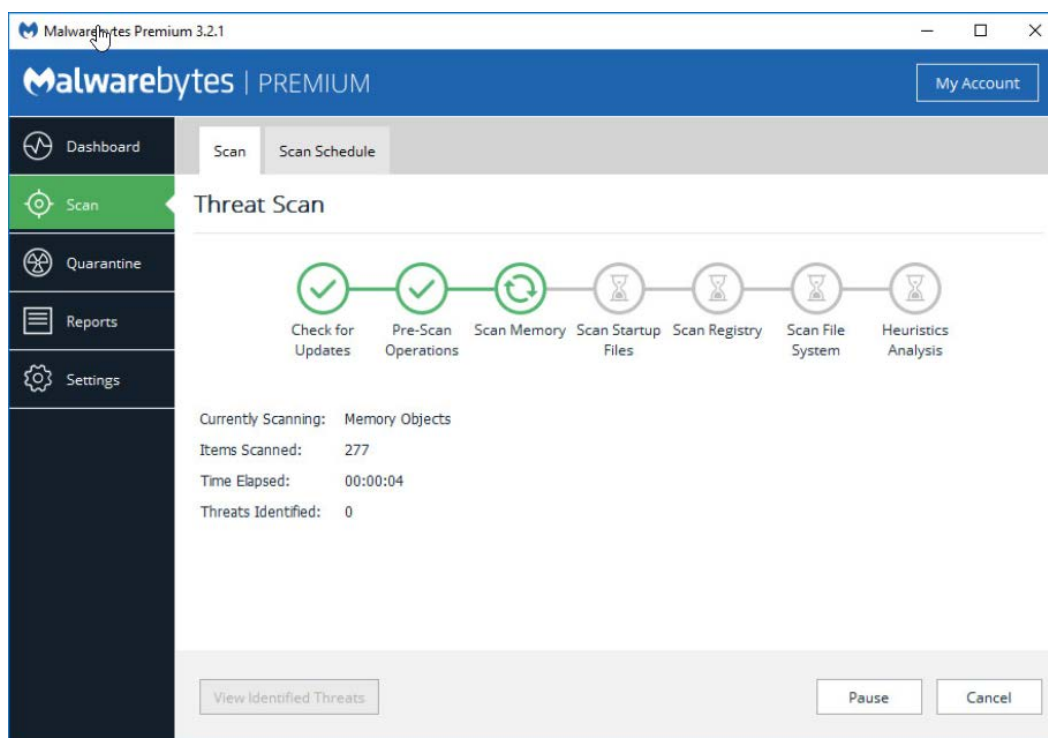 Malwarebytes Premium 3.2.1
Malwarebytes | PREMIUM
My Account
Dashboard
Scan
Quarantine
Reports
Settings
Scan
Scan Schedule
Threat Scan
Check for
Updates
Pre-Scan
Operations
Scan Memory
Scan Startup
Files
Scan Registry
Scan File
System
Heuristics
Analysis
Currently Scanning: Memory Objects
Items Scanned: 277
Time Elapsed: 00:00:04
Threats Identified: 0
View Identified Threats
Pause
Cancel